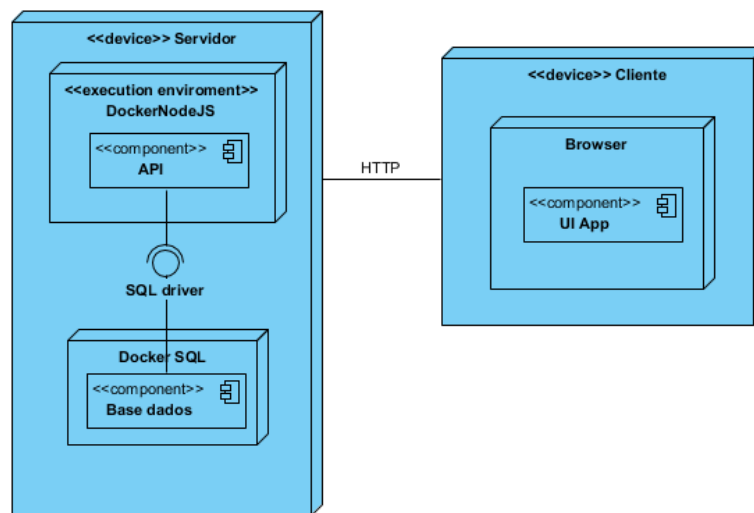 <<device>> Servidor
<<execution enviroment>>
DockerNodeJS
<<component>>
API
SQL driver
Docker SQL
<<component>>
Base dados
HTTP
<<device>> Cliente
Browser
<<component>>
UI App